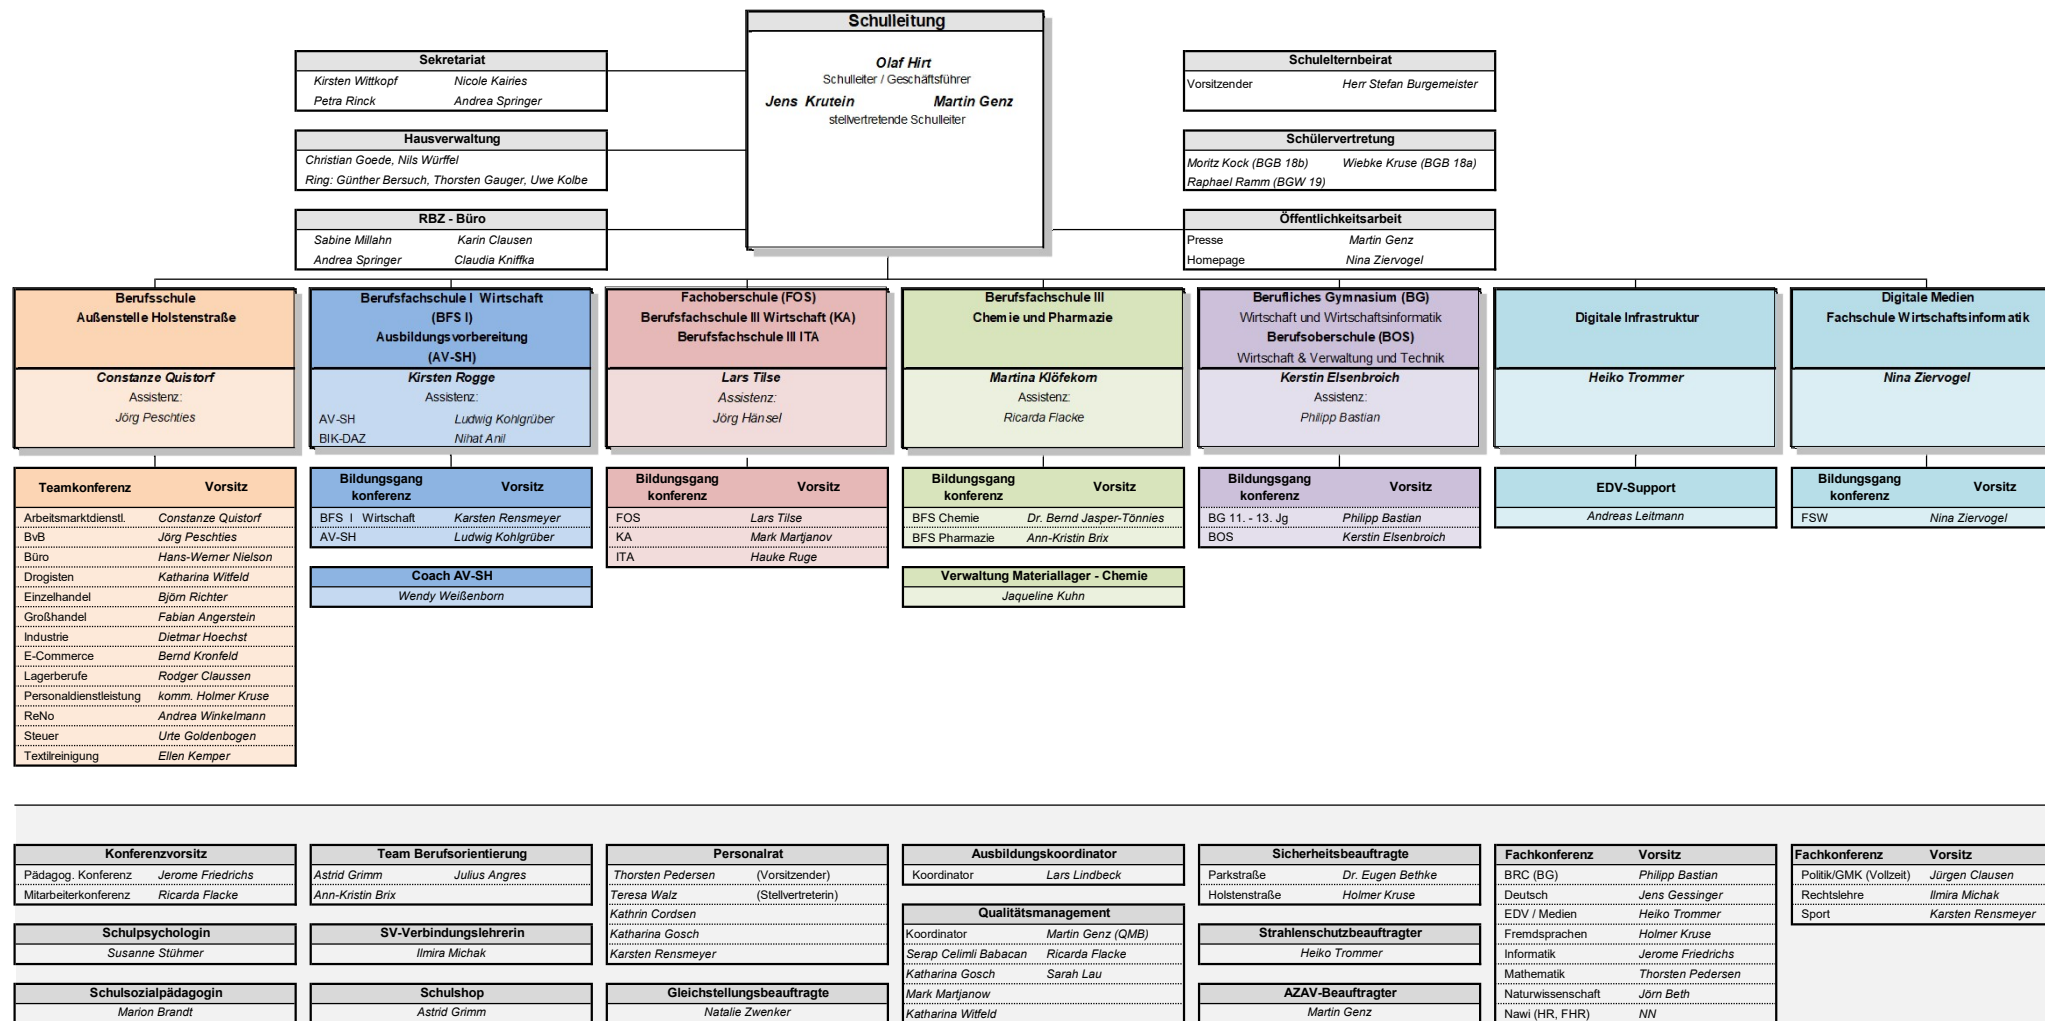 Schulleitung
Olaf Hirt
Schulleiter / Geschäftsführer
Jens Krutein Martin Genz
stellvertretende Schulleiter
Sekretariat
Kirsten Wittkopf Nicole Kairies
Petra Rinck Andrea Springer
Hausverwaltung
Christian Goede, Nils Würffel
Ring: Günther Bersuch, Thorsten Gauger, Uwe Kolbe
RBZ - Büro
Sabine Millahn Karin Clausen
Andrea Springer Claudia Kniffka
Schulelternbeirat
Vorsitzender Herr Stefan Burgemeister
Schülervertretung
Moritz Kock (BGB 18b) Wiebke Kruse (BGB 18a)
Raphael Ramm (BGW 19)
Öffentlichkeitsarbeit
Presse Martin Genz
Homepage Nina Ziervogel
Berufsschule
Außenstelle Holstenstraße
Constanze Quistorf
Assistenz:
Jörg Peschties
Teamkonferenz Vorsitz
Arbeitsmarktdienstl. Constanze Quistorf
BvB Jörg Peschties
Büro Hans-Werner Nielson
Drogisten Katharina Witfeld
Einzelhandel Björn Richter
Großhandel Fabian Angerstein
Industrie Dietmar Hoechst
E-Commerce Bernd Kronfeld
Lagerberufe Rodger Claussen
Personaldienstleistung komm. Holmer Kruse
ReNo Andrea Winkelmann
Steuer Urte Goldenbogen
Textilreinigung Ellen Kemper
Berufsfachschule I Wirtschaft
(BFS I)
Ausbildungsvorbereitung
(AV-SH)
Kirsten Rogge
Assistenz:
AV-SH Ludwig Kohlgrüber
BIK-DAZ Nihat Anil
Bildungsgang
konferenz Vorsitz
BFS I Wirtschaft Karsten Rensmeyer
AV-SH Ludwig Kohlgrüber
Coach AV-SH
Wendy Weißenborn
Fachoberschule (FOS)
Berufsfachschule III Wirtschaft (KA)
Berufsfachschule III ITA
Lars Tilse
Assistenz:
Jörg Hänsel
Bildungsgang
konferenz Vorsitz
FOS Lars Tilse
KA Mark Martjanov
ITA Hauke Ruge
Berufsfachschule III
Chemie und Pharmazie
Martina Klöfekorn
Assistenz:
Ricarda Flacke
Bildungsgang
konferenz Vorsitz
BFS Chemie Dr. Bernd Jasper-Tönnies
BFS Pharmazie Ann-Kristin Brix
Verwaltung Materiallager - Chemie
Jaqueline Kuhn
Berufliches Gymnasium (BG)
Wirtschaft und Wirtschaftsinformatik
Berufsoberschule (BOS)
Wirtschaft & Verwaltung und Technik
Kerstin Elsenbroich
Assistenz:
Philipp Bastian
Bildungsgang
konferenz Vorsitz
BG 11. - 13. Jg Philipp Bastian
BOS Kerstin Elsenbroich
Digitale Infrastruktur
Heiko Trommer
EDV-Support
Andreas Leitmann
Digitale Medien
Fachschule Wirtschaftsinformatik
Nina Ziervogel
Bildungsgang
konferenz Vorsitz
FSW Nina Ziervogel
Konferenzvorsitz
Pädagog. Konferenz Jerome Friedrichs
Mitarbeiterkonferenz Ricarda Flacke
Schulpsychologin
Susanne Stühmer
Schulsozialpädagogin
Marion Brandt
Team Berufsorientierung
Astrid Grimm Julius Angres
Ann-Kristin Brix
SV-Verbindungslehrerin
Ilmira Michak
Schulshop
Astrid Grimm
Personalrat
Thorsten Pedersen (Vorsitzender)
Teresa Walz (Stellvertreterin)
Kathrin Cordsen
Katharina Gosch
Karsten Rensmeyer
Gleichstellungsbeauftragte
Natalie Zwenker
Ausbildungskoordinator
Koordinator Lars Lindbeck
Qualitätsmanagement
Koordinator Martin Genz (QMB)
Serap Celimli Babacan Ricarda Flacke
Katharina Gosch Sarah Lau
Mark Martjanow
Katharina Witfeld
Sicherheitsbeauftragte
Parkstraße Dr. Eugen Bethke
Holstenstraße Holmer Kruse
Strahlenschutzbeauftragter
Heiko Trommer
AZAV-Beauftragter
Martin Genz
Fachkonferenz Vorsitz
BRC (BG) Philipp Bastian
Deutsch Jens Gessinger
EDV / Medien Heiko Trommer
Fremdsprachen Holmer Kruse
Informatik Jerome Friedrichs
Mathematik Thorsten Pedersen
Naturwissenschaft Jörn Beth
Nawi (HR, FHR) NN
Fachkonferenz Vorsitz
Politik/GMK (Vollzeit) Jürgen Clausen
Rechtslehre Ilmira Michak
Sport Karsten Rensmeyer